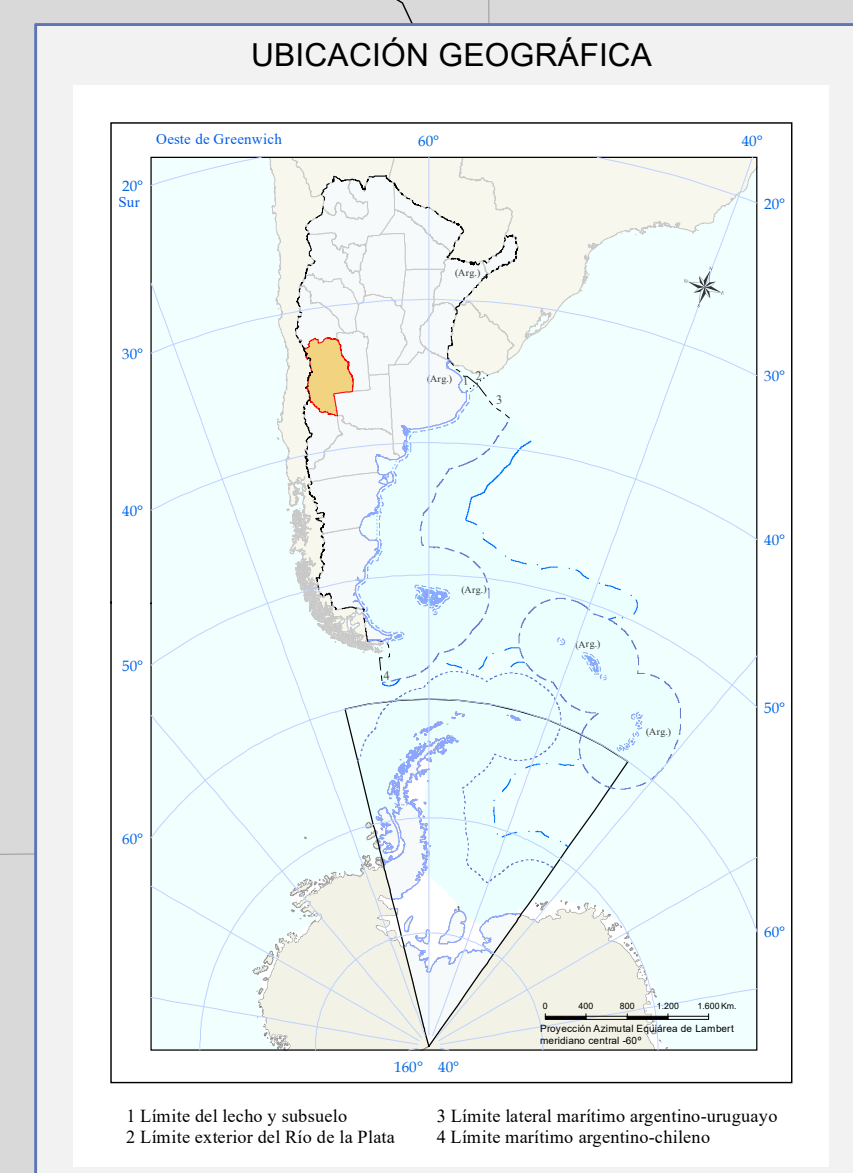 UBICACIÓN GEOGRÁFICA
Oeste de Greenwich
60°
40°
20°
Sur
20°
(Arg.)
30°
30°
(Arg.)
1
2
3
40°
40°
(Arg.)
(Arg.)
50°
4
50°
(Arg.)
60°
60°
0 400 800 1.200 1.600 Km.
Proyección Azimutal Equiárea de Lambert
meridiano central -60°
160° 40°
1 Límite del lecho y subsuelo
3 Límite lateral marítimo argentino-uruguayo
2 Límite exterior del Río de la Plata
4 Límite marítimo argentino-chileno